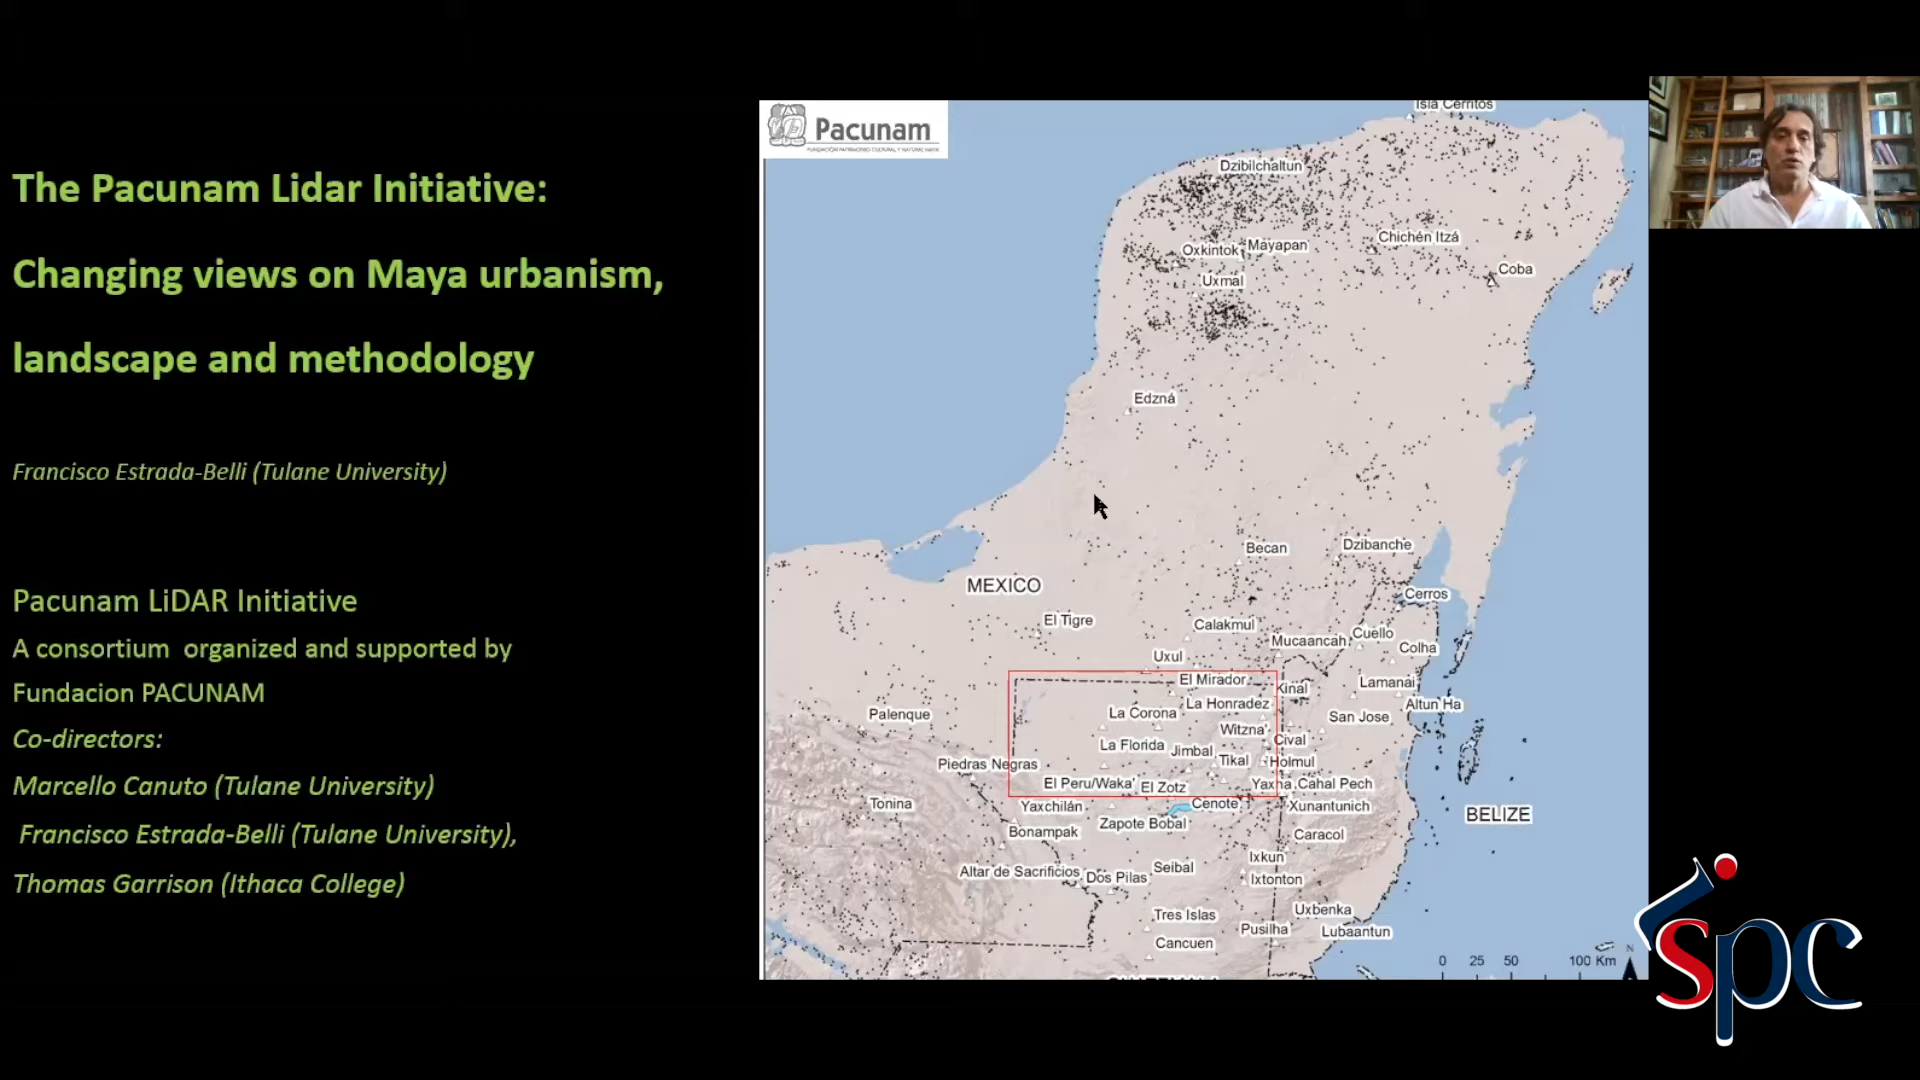 The Pacunam Lidar Initiative:
Changing views on Maya urbanism,
landscape and methodology
Francisco Estrada-Belli (Tulane University)
Pacunam LiDAR Initiative
A consortium organized and supported by
Fundacion PACUNAM
Co-directors:
Marcello Canuto (Tulane University)
Francisco Estrada-Belli (Tulane University),
Thomas Garrison (Ithaca College)
Pacunam
FUNDACIÓN PATRIMONIO CULTURAL Y NATURAL MAYA
Isla Cerritos
Dzibilchaltun
Chichén Itzá
Oxkintok
Mayapan
Coba
Uxmal
Edzná
Becan
Dzibanche
MEXICO
Cerros
El Tigre
Calakmul
Mucaancah
Cuello
Colha
Uxul
El Mirador
Kinal
Lamanai
La Honradez
Altun Ha
Palenque
La Corona
San Jose
Witzna'
Cival
La Florida
Jimbal
Tikal
Holmul
Piedras Negras
El Peru/Waka'
El Zotz
Yaxha
Cahal Pech
Tonina
Yaxchilán
Cenote
Xunantunich
BELIZE
Bonampak
Zapote Bobal
Caracol
Ixkun
Altar de Sacrificios
Dos Pilas
Seibal
Ixtonton
Tres Islas
Uxbenka
Pusilha
Lubaantun
Cancuen
0 25 50 100 Km
N
spc